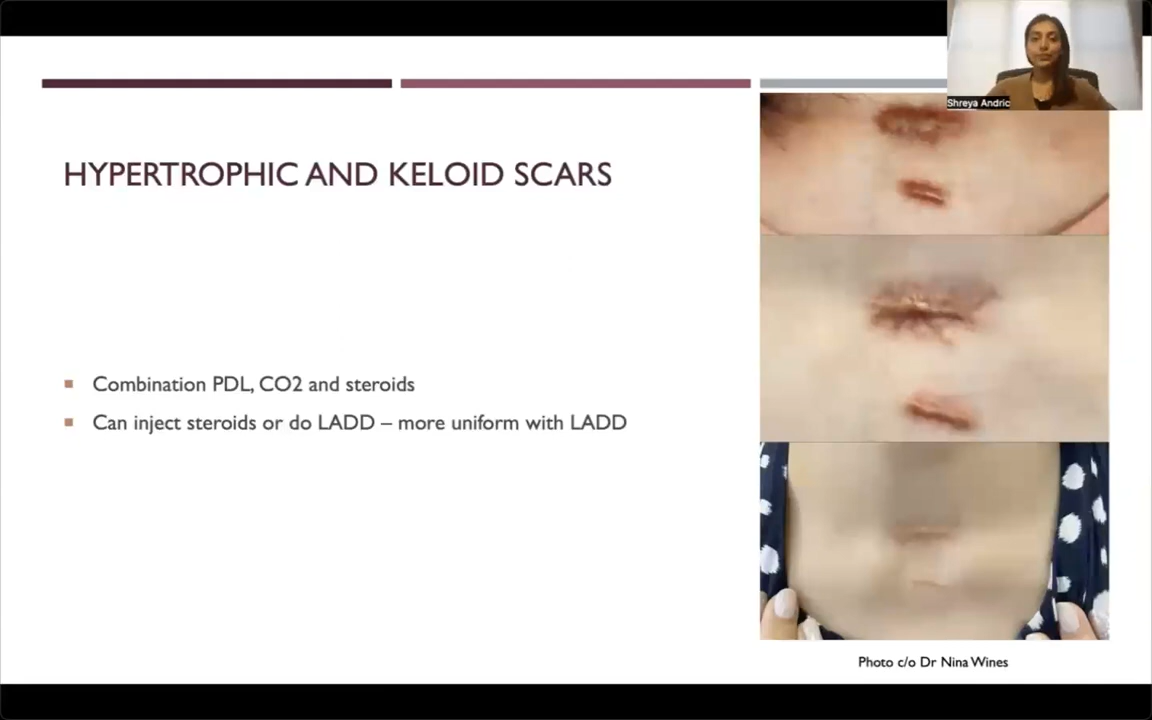 Shreya Andric
HYPERTROPHIC AND KELOID SCARS
Combination PDL, CO2 and steroids
Can inject steroids or do LADD – more uniform with LADD
Photo c/o Dr Nina Wines